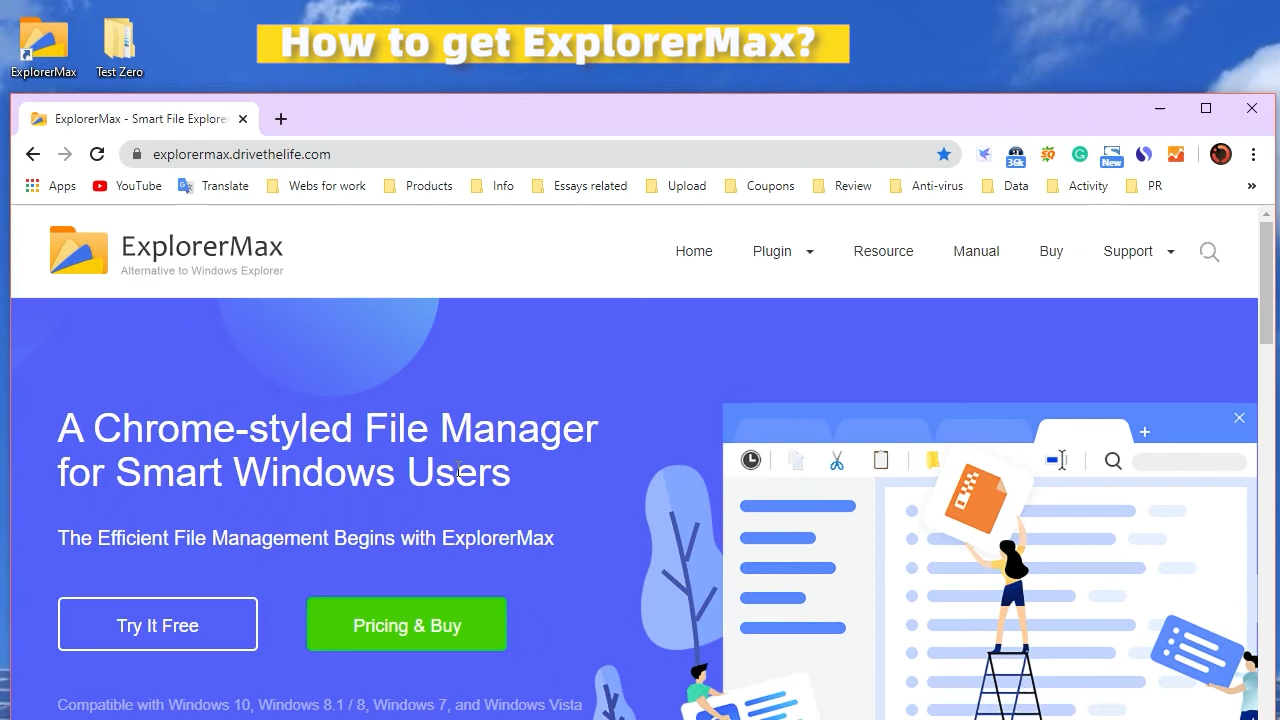 How to get ExplorerMax?
ExplorerMax
Test Zero
ExplorerMax - Smart File Explore
explorermax.drivethelife.com
36k
New
Apps
YouTube
Translate
Webs for work
Products
Info
Essays related
Upload
Coupons
Review
Anti-virus
Data
Activity
PR
»
ExplorerMax
Alternative to Windows Explorer
Home
Plugin
Resource
Manual
Buy
Support
A Chrome-styled File Manager
for Smart Windows Users
The Efficient File Management Begins with ExplorerMax
Try It Free
Pricing & Buy
Compatible with Windows 10, Windows 8.1 / 8, Windows 7, and Windows Vista